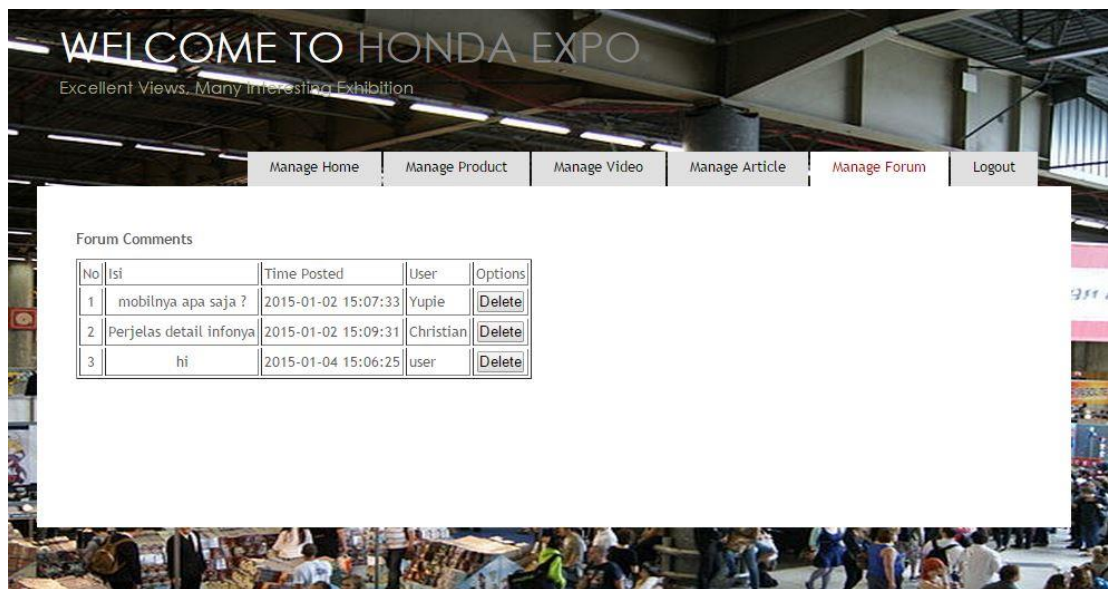 WELCOME TO HONDA EXPO
Excellent Views, Many Interesting Exhibition
Manage Home Manage Product Manage Video Manage Article Manage Forum Logout
Forum Comments
No Isi Time Posted User Options
1 mobilnya apa saja ? 2015-01-02 15:07:33 Yupie Delete
2 Perjelas detail infonya 2015-01-02 15:09:31 Christian Delete
3 hi 2015-01-04 15:06:25 user Delete